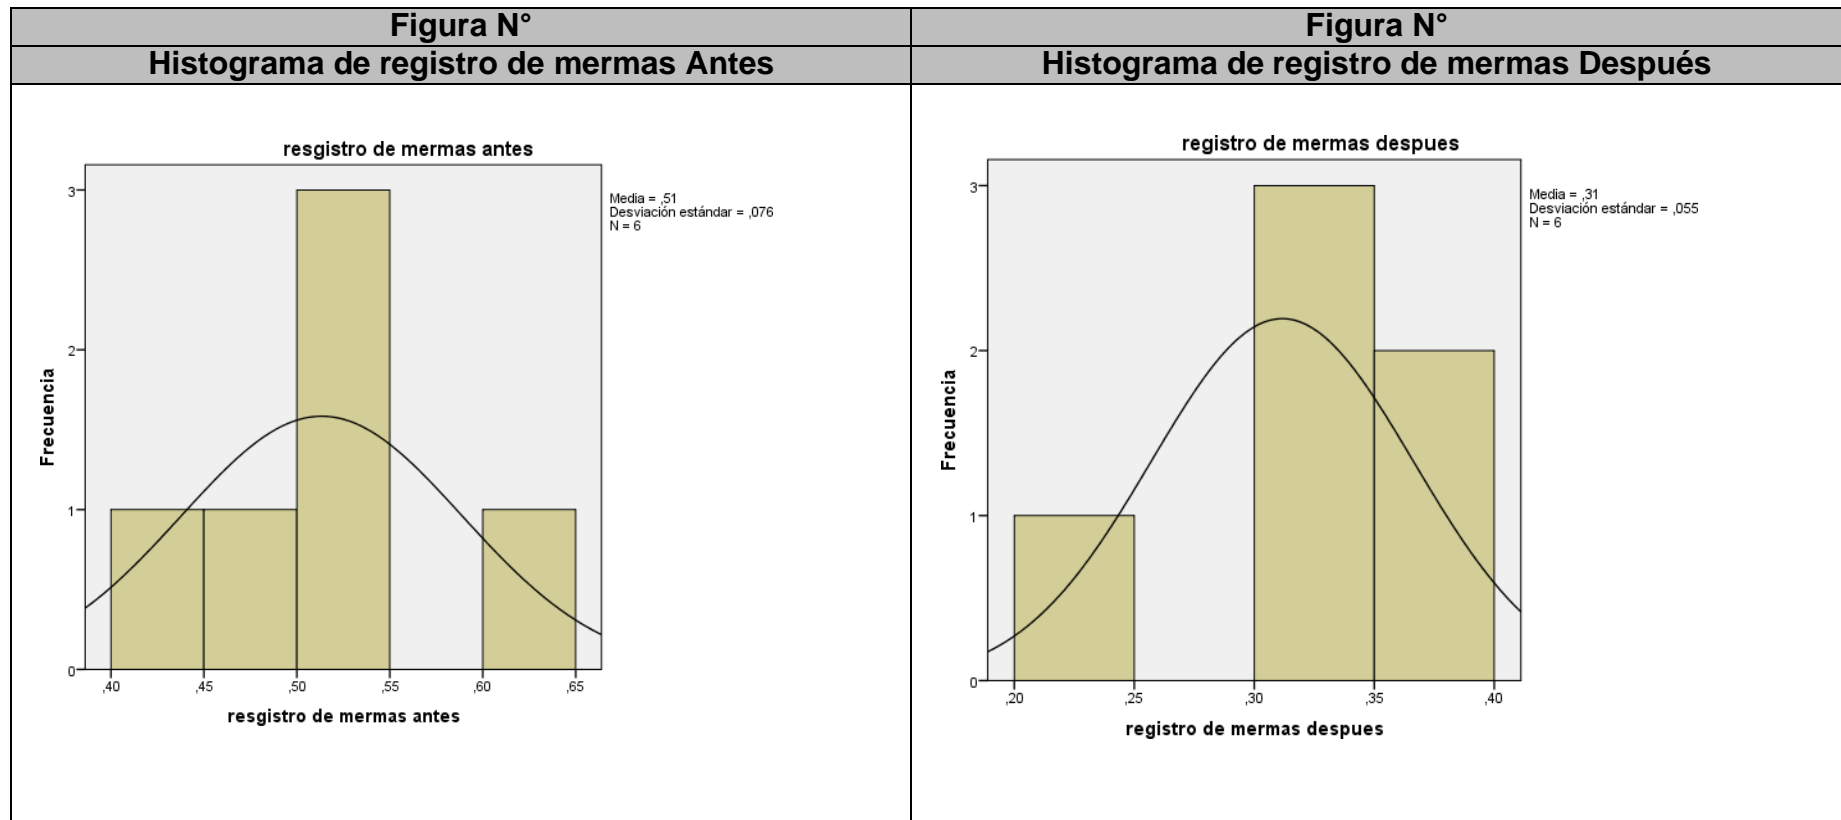 Figura N°
Histograma de registro de mermas Antes
resgistro de mermas antes
Media = ,51
Desviación estándar = ,076
N = 6
Frecuencia
3
2
1
0
,40 ,45 ,50 ,55 ,60 ,65
resgistro de mermas antes
Figura N°
Histograma de registro de mermas Después
registro de mermas despues
Media = ,31
Desviación estándar = ,055
N = 6
Frecuencia
3
2
1
0
,20 ,25 ,30 ,35 ,40
registro de mermas despues